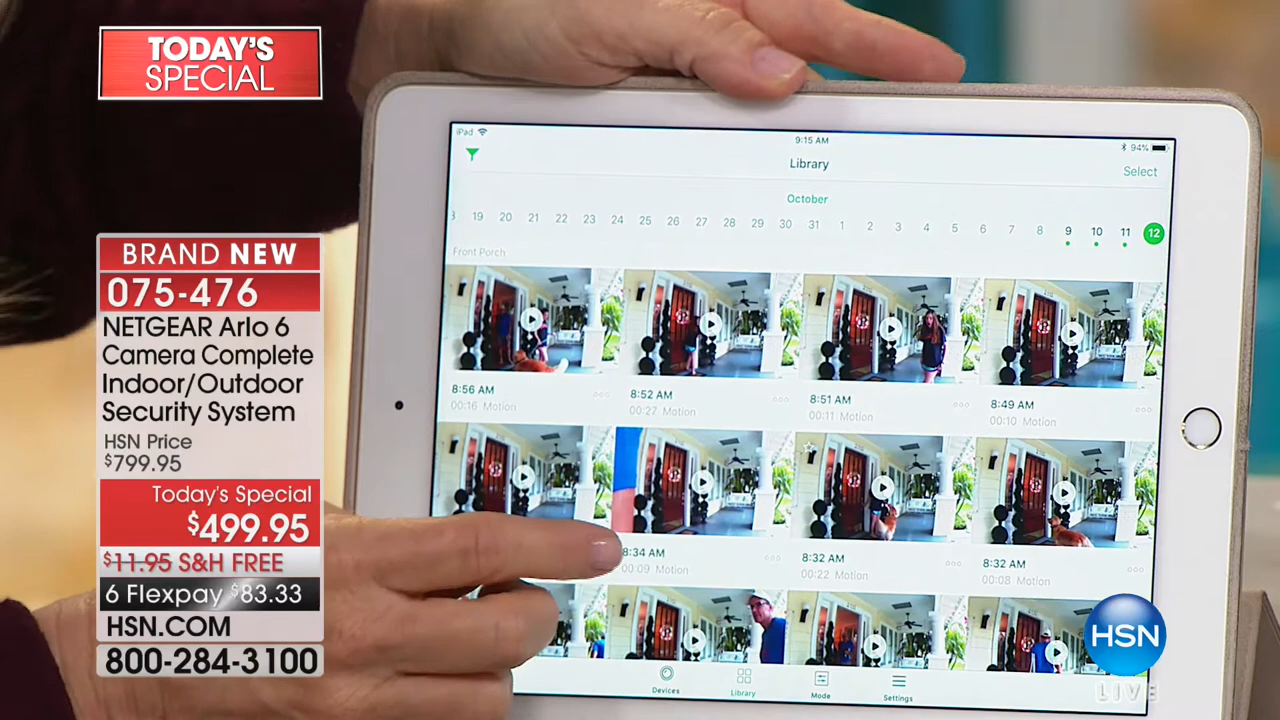 TODAY'S
SPECIAL
BRAND NEW
075-476
NETGEAR Arlo 6
Camera Complete
Indoor/Outdoor
Security System
HSN Price
$799.95
Today's Special
$499.95
$11.95 S&H FREE
6 Flexpay $83.33
HSN.COM
800-284-3100
iPad
9:15 AM
94%
Library
Select
October
19 20 21 22 23 24 25 26 27 28 29 30 31 1 2 3 4 5 6 7 8 9 10 11 12
Front Porch
8:56 AM
00:16 Motion
8:52 AM
00:27 Motion
8:51 AM
00:11 Motion
8:49 AM
00:10 Motion
8:34 AM
00:09 Motion
8:32 AM
00:22 Motion
8:32 AM
00:08 Motion
Devices
Library
Mode
Settings
HSN
LIVE